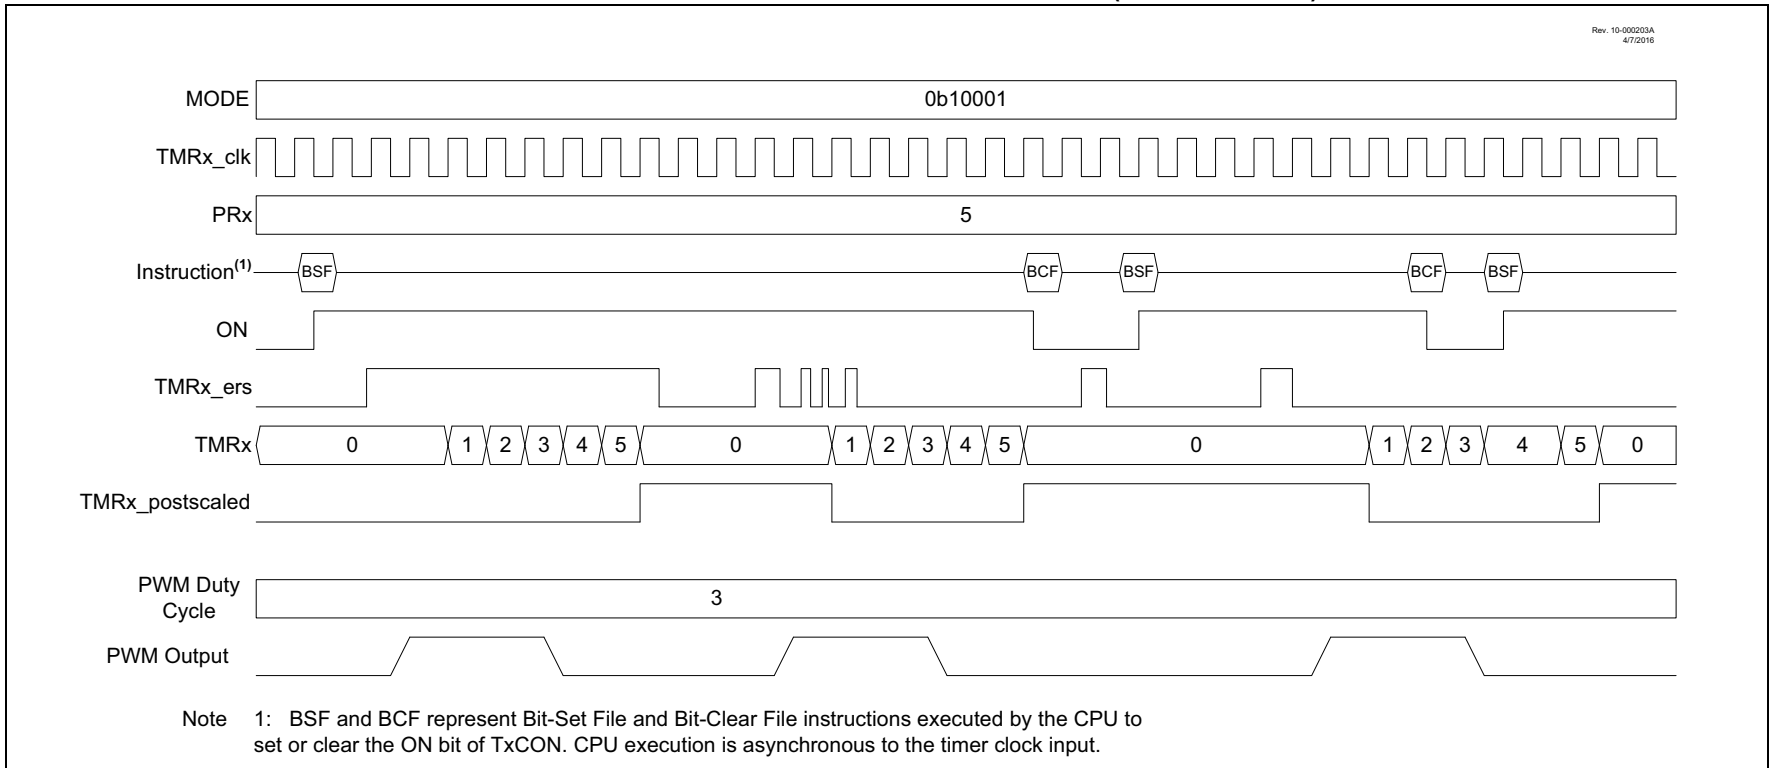 Rev. 10-000203A
4/7/2016
MODE 0b10001
TMRx_clk
PRx 5
Instruction(1) BSF BCF BSF BCF BSF
ON
TMRx_ers
TMRx 0 1 2 3 4 5 0 1 2 3 4 5 0 1 2 3 4 5 0
TMRx_postscaled
PWM Duty
Cycle 3
PWM Output
Note 1: BSF and BCF represent Bit-Set File and Bit-Clear File instructions executed by the CPU to
set or clear the ON bit of TxCON. CPU execution is asynchronous to the timer clock input.